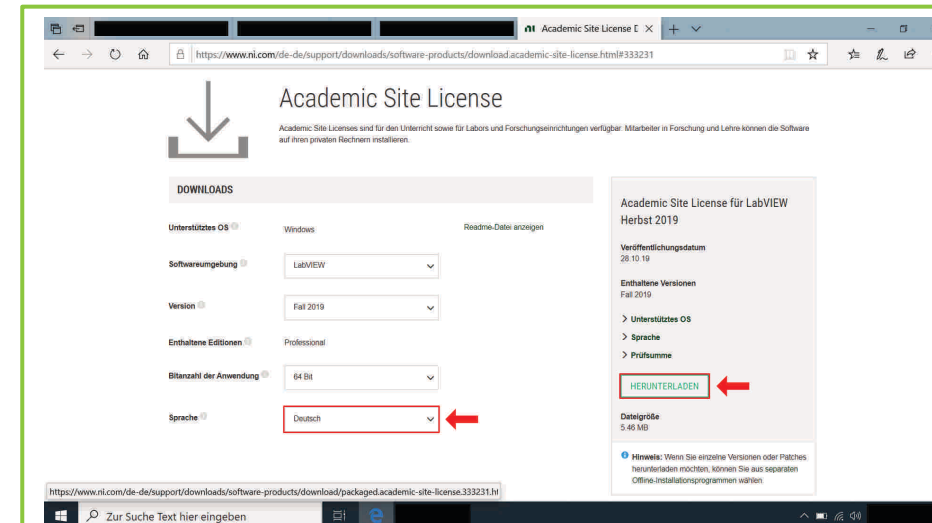 Academic Site License D
https://www.ni.com/de-de/support/downloads/software-products/download.academic-site-license.html#333231
Academic Site License
Academic Site Licenses sind für den Unterricht sowie für Labors und Forschungseinrichtungen verfügbar. Mitarbeiter in Forschung und Lehre können die Software
auf ihren privaten Rechnern installieren.
DOWNLOADS
Unterstütztes OS
Windows
Readme-Datei anzeigen
Softwareumgebung
LabVIEW
Version
Fall 2019
Enthaltene Editionen
Professional
Bitanzahl der Anwendung
64 Bit
Sprache
Deutsch
Academic Site License für LabVIEW
Herbst 2019
Veröffentlichungsdatum
28.10.19
Enthaltene Versionen
Fall 2019
Unterstütztes OS
Sprache
Prüfsumme
HERUNTERLADEN
Dateigröße
5.46 MB
Hinweis: Wenn Sie einzelne Versionen oder Patches
herunterladen möchten, können Sie aus separaten
Offline-Installationsprogrammen wählen
https://www.ni.com/de-de/support/downloads/software-products/download/packaged.academic-site-license.333231.ht
Zur Suche Text hier eingeben